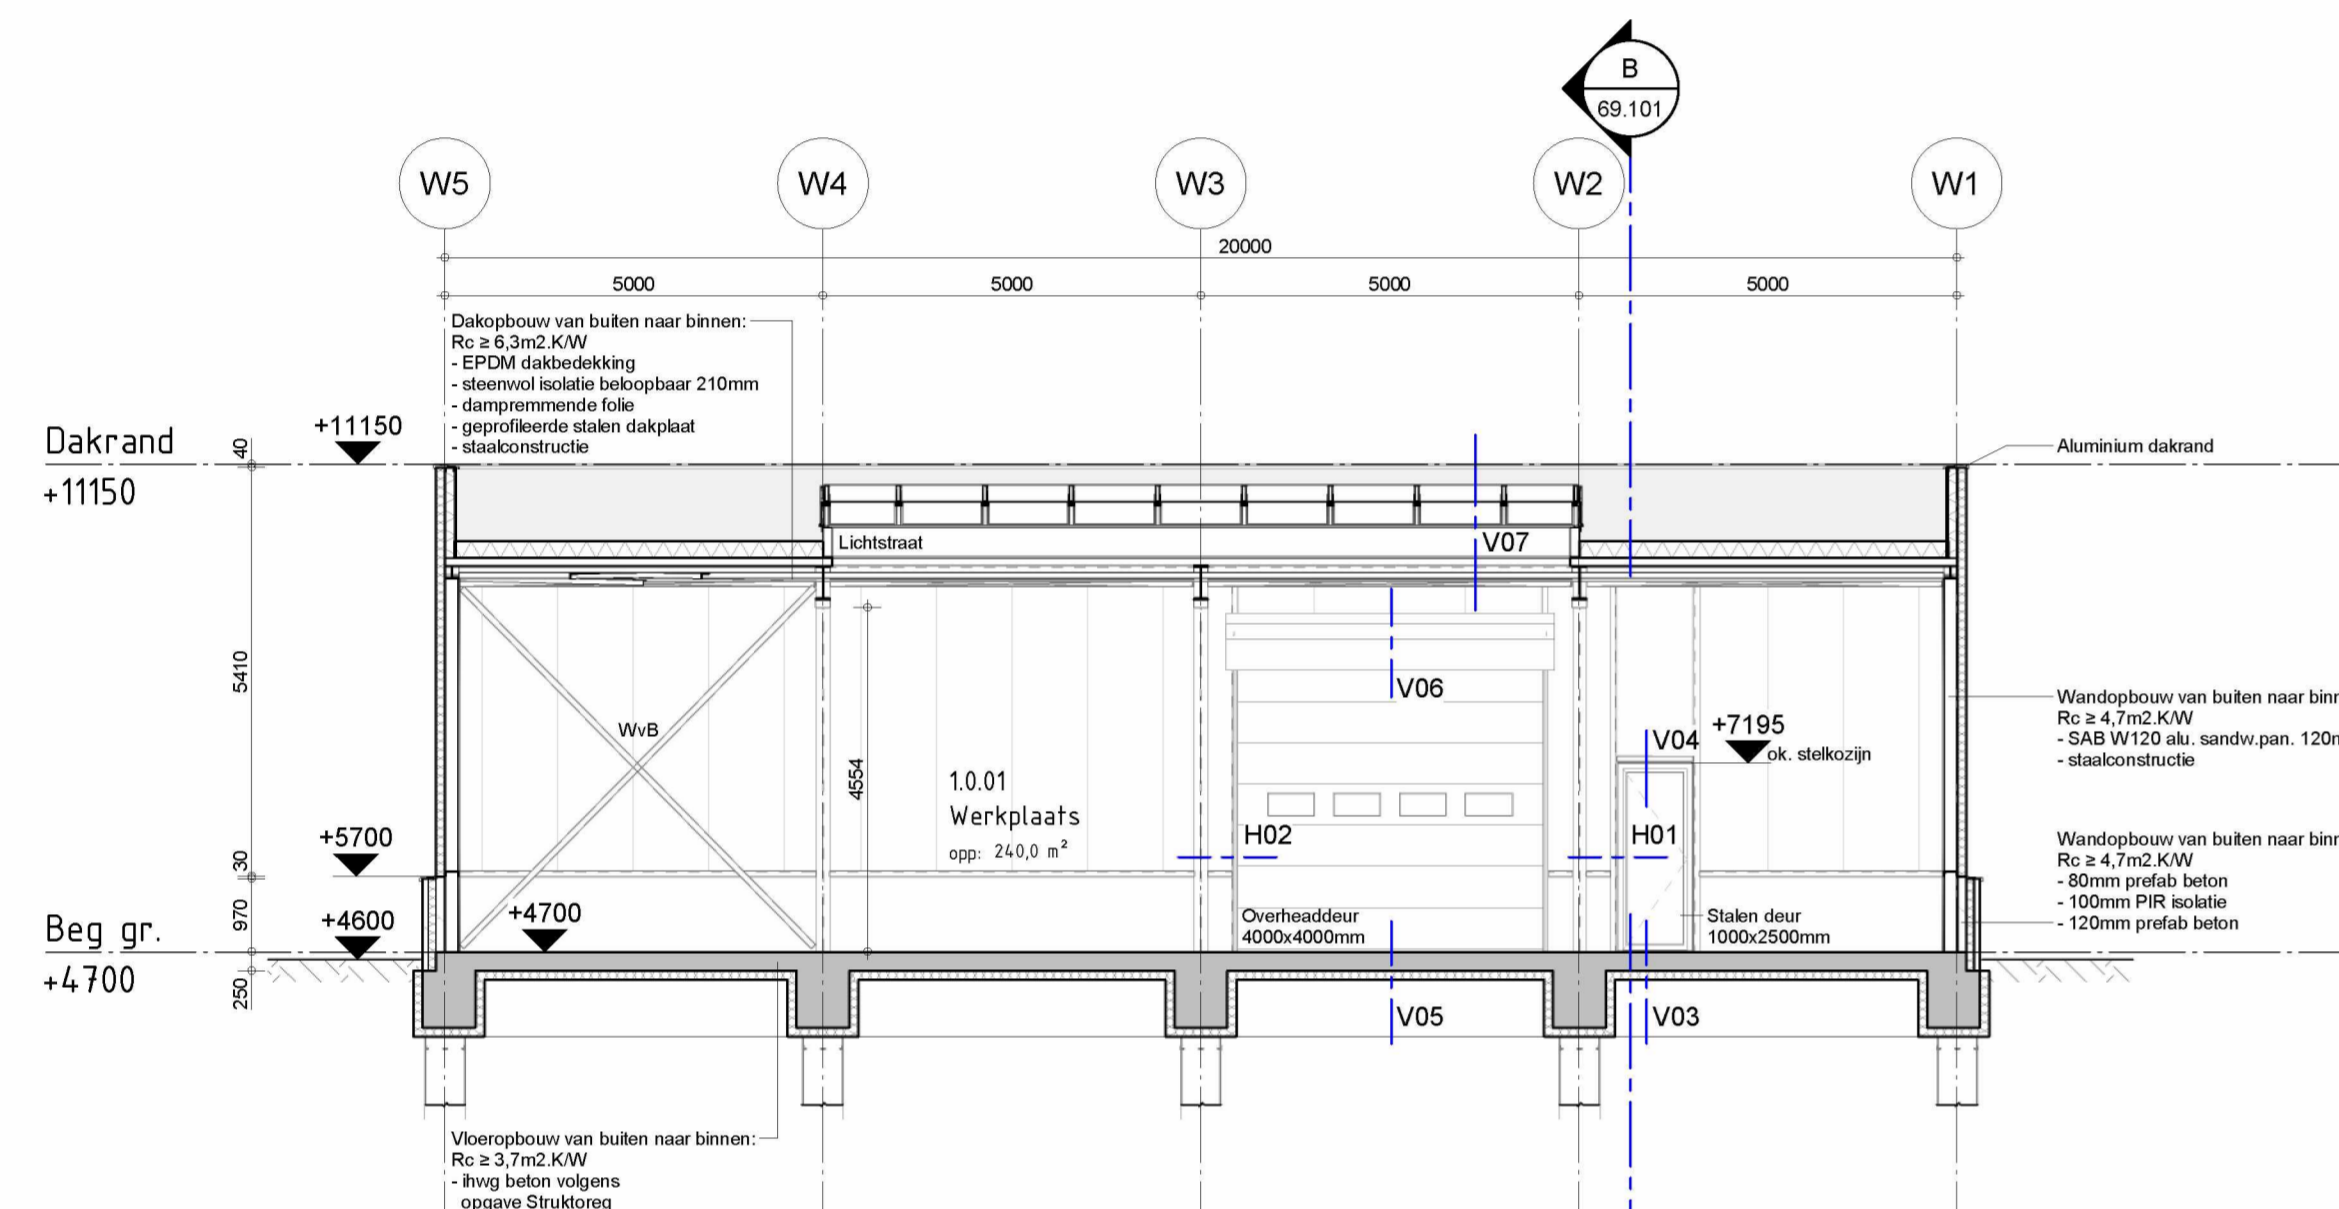 B
69.101
W5
W4
W3
W2
W1
20000
5000
5000
5000
5000
Dakopbouw van buiten naar binnen:
Rc ≥ 6,3m2.K/W
- EPDM dakbedekking
- steenwol isolatie beloopbaar 210mm
- dampremmende folie
- geprofileerde stalen dakplaat
- staalconstructie
Dakrand
+11150
40
+11150
Aluminium dakrand
Lichtstraat
V07
5410
V06
WvB
4554
1.0.01
Werkplaats
opp: 240,0 m²
V04
+7195
ok. stelkozijn
Wandopbouw van buiten naar binn
Rc ≥ 4,7m2.K/W
- SAB W120 alu. sandw.pan. 120m
- staalconstructie
+5700
30
H02
H01
Wandopbouw van buiten naar binn
Rc ≥ 4,7m2.K/W
- 80mm prefab beton
- 100mm PIR isolatie
- 120mm prefab beton
970
+4600
+4700
Overheaddeur
4000x4000mm
Stalen deur
1000x2500mm
Beg gr.
+4700
250
V05
V03
Vloeropbouw van buiten naar binnen:
Rc ≥ 3,7m2.K/W
- ihwg beton volgens
opgave Struktoreg